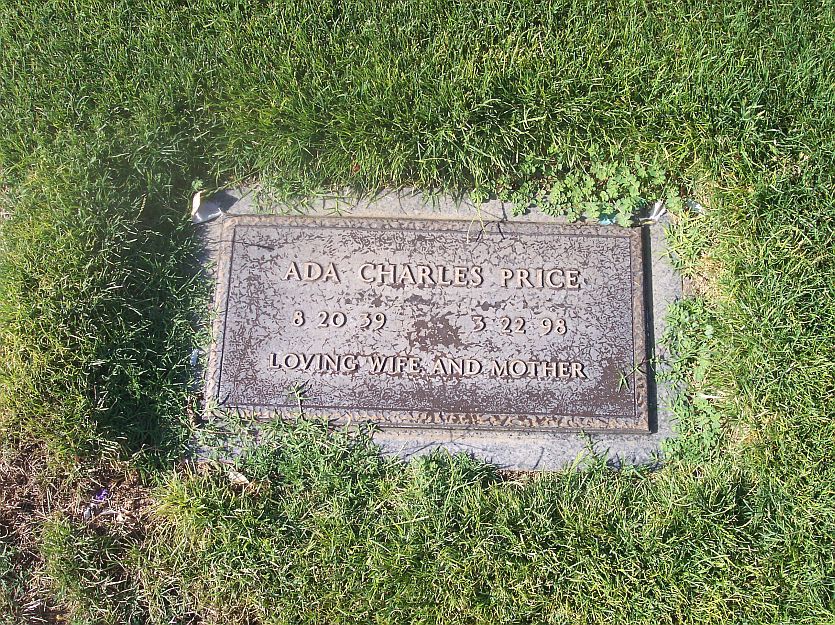 ADA CHARLES PRICE
8 20 39 3 22 98
LOVING WIFE AND MOTHER